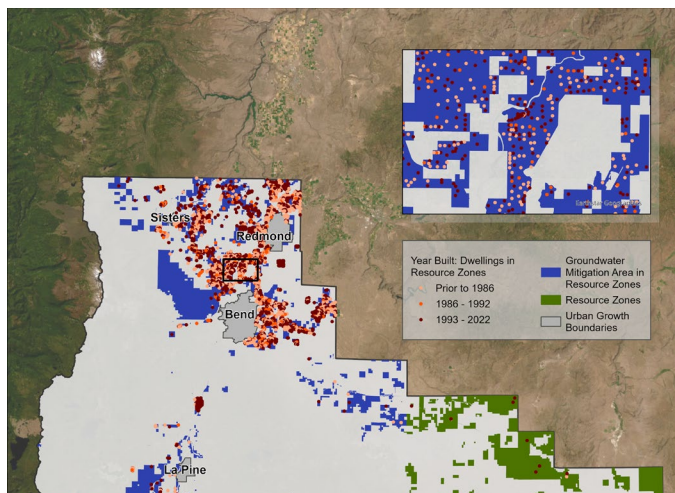 Earthstar Geographics
Sisters
Redmond
Bend
La Pine
Year Built: Dwellings in
Resource Zones
Prior to 1986
1986 - 1992
1993 - 2022
Groundwater
Mitigation Area in
Resource Zones
Resource Zones
Urban Growth
Boundaries